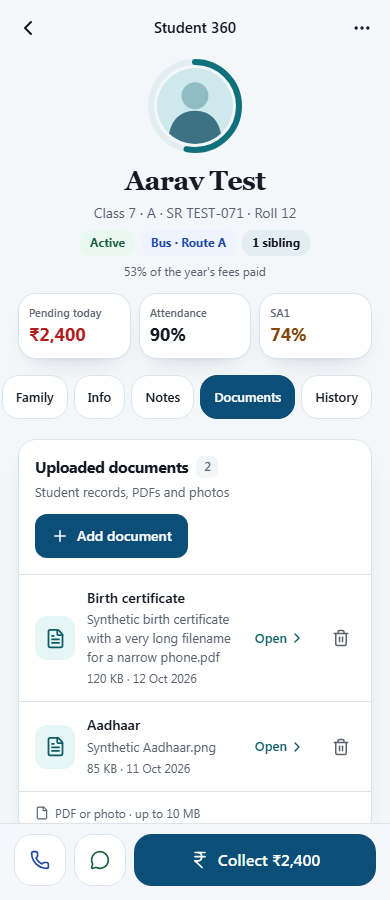 Student 360
Aarav Test
Class 7 · A · SR TEST-071 · Roll 12
Active
Bus · Route A
1 sibling
53% of the year's fees paid
Pending today
₹2,400
Attendance
90%
SA1
74%
Family
Info
Notes
Documents
History
Uploaded documents 2
Student records, PDFs and photos
+ Add document
Birth certificate
Synthetic birth certificate
with a very long filename
for a narrow phone.pdf
120 KB · 12 Oct 2026
Open
Aadhaar
Synthetic Aadhaar.png
85 KB · 11 Oct 2026
Open
PDF or photo · up to 10 MB
₹ Collect ₹2,400